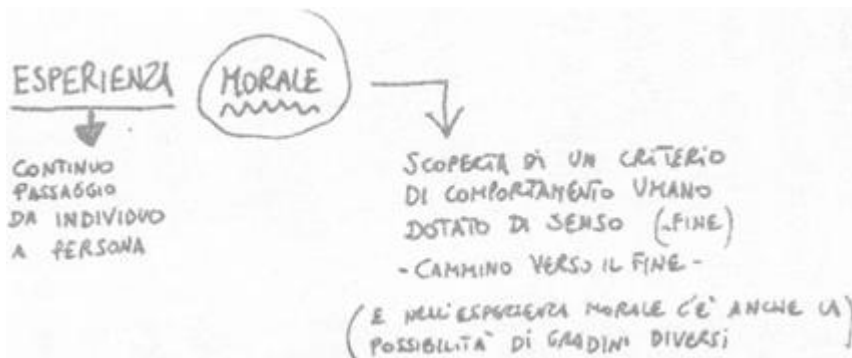 ESPERIENZA MORALE
CONTINUO
PASSAGGIO
DA INDIVIDUO
A PERSONA
SCOPERTA DI UN CRITERIO
DI COMPORTAMENTO UMANO
DOTATO DI SENSO (FINE)
- CAMMINO VERSO IL FINE -
(E NELL'ESPERIENZA MORALE C'E' ANCHE LA
POSSIBILITA' DI GRADINI DIVERSI)